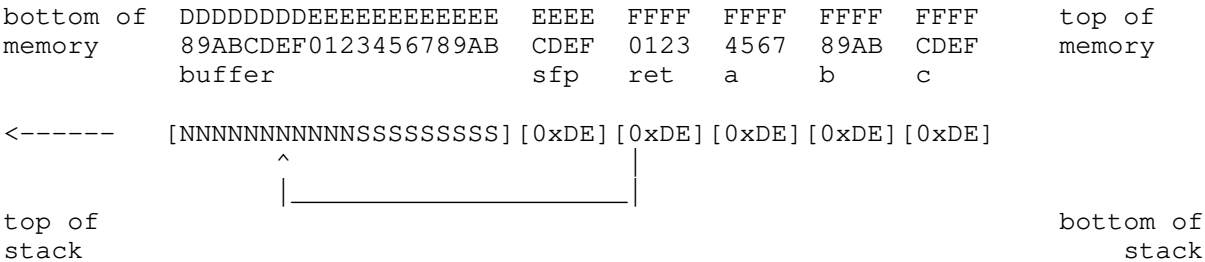 bottom of  DDDDDDDDEEEEEEEEEEEE  EEEE  FFFF  FFFF  FFFF  FFFF     top of
memory     89ABCDEF0123456789AB  CDEF  0123  4567  89AB  CDEF     memory
           buffer                sfp   ret   a     b     c
<------   [NNNNNNNNNNNSSSSSSSSS][0xDE][0xDE][0xDE][0xDE][0xDE]
                 ^                     |
                 |_____________________|
top of                                                            bottom of
stack                                                                 stack